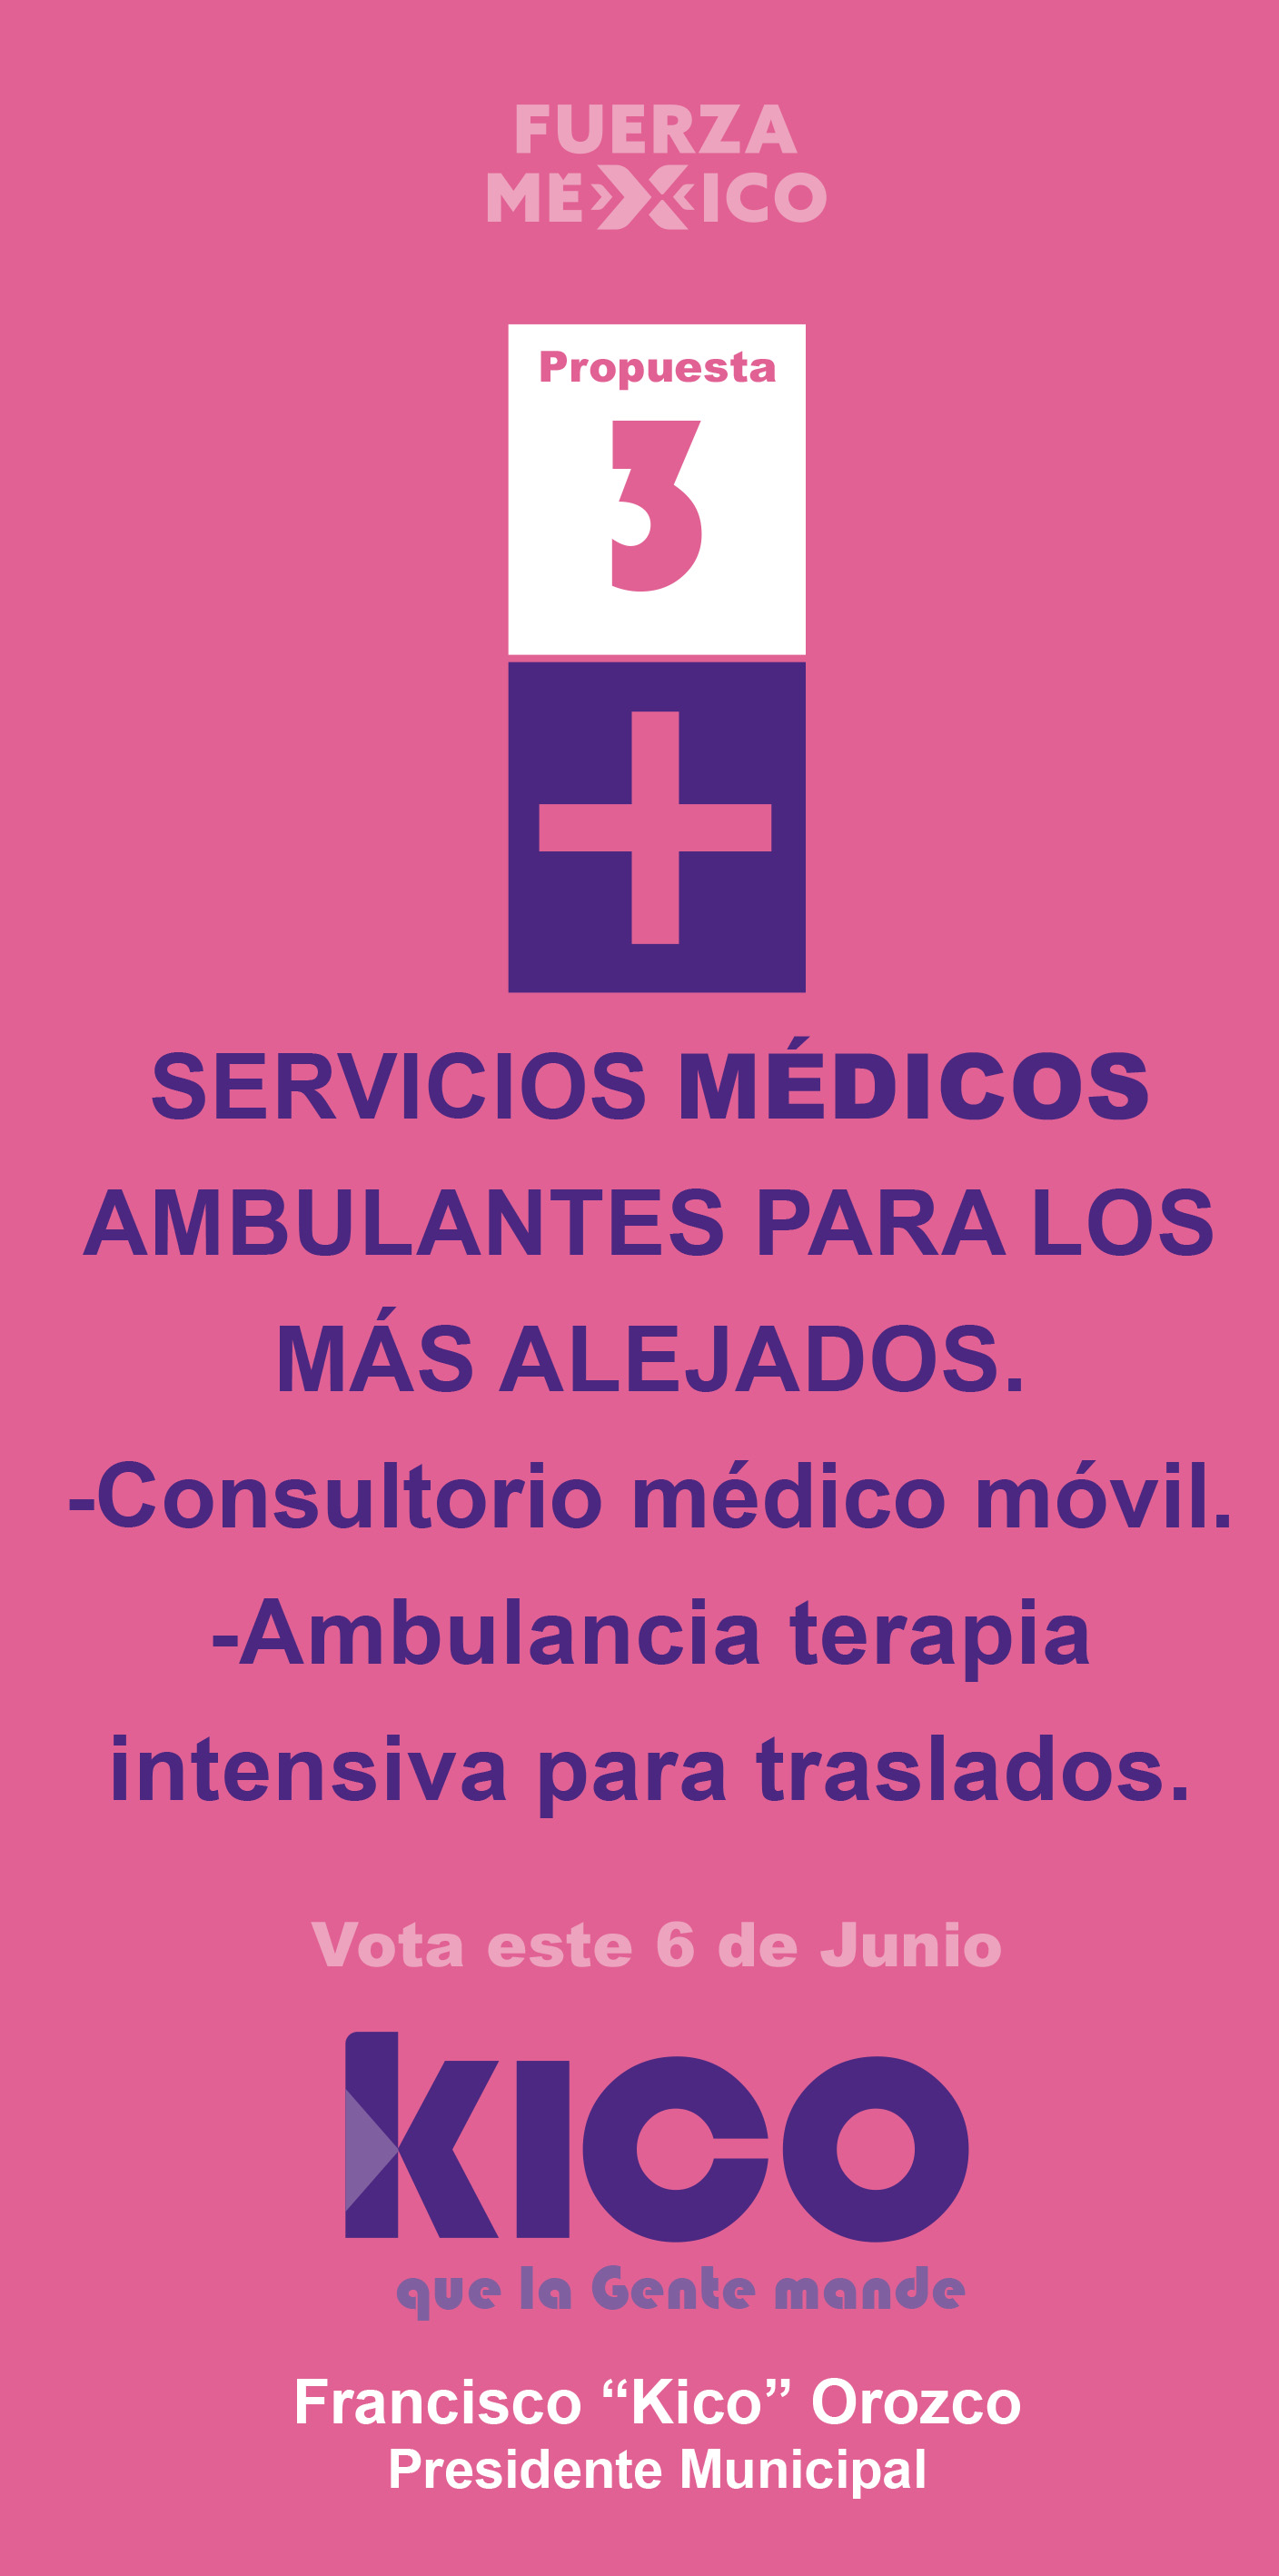 FUERZA
MÉXICO
Propuesta
3
SERVICIOS MÉDICOS
AMBULANTES PARA LOS
MÁS ALEJADOS.
-Consultorio médico móvil.
-Ambulancia terapia
intensiva para traslados.
Vota este 6 de Junio
KICO
que la Gente mande
Francisco “Kico” Orozco
Presidente Municipal